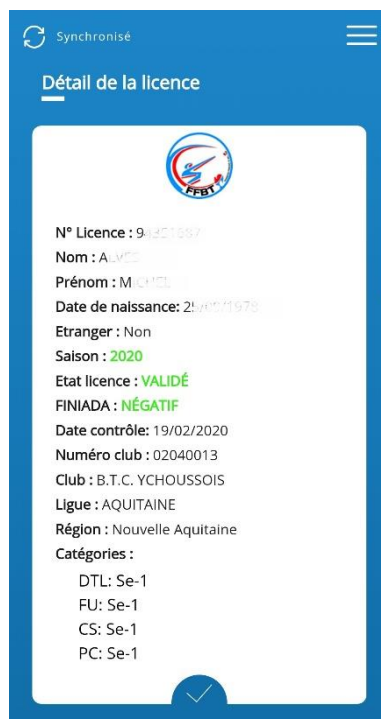 Synchronisé
Détail de la licence
FFBT
N° Licence : 9
Nom : A
Prénom : M
Date de naissance: 2
Etranger : Non
Saison : 2020
Etat licence : VALIDÉ
FINIADA : NÉGATIF
Date contrôle: 19/02/2020
Numéro club : 02040013
Club : B.T.C. YCHOUSSOIS
Ligue : AQUITAINE
Région : Nouvelle Aquitaine
Catégories :
DTL: Se-1
FU: Se-1
CS: Se-1
PC: Se-1